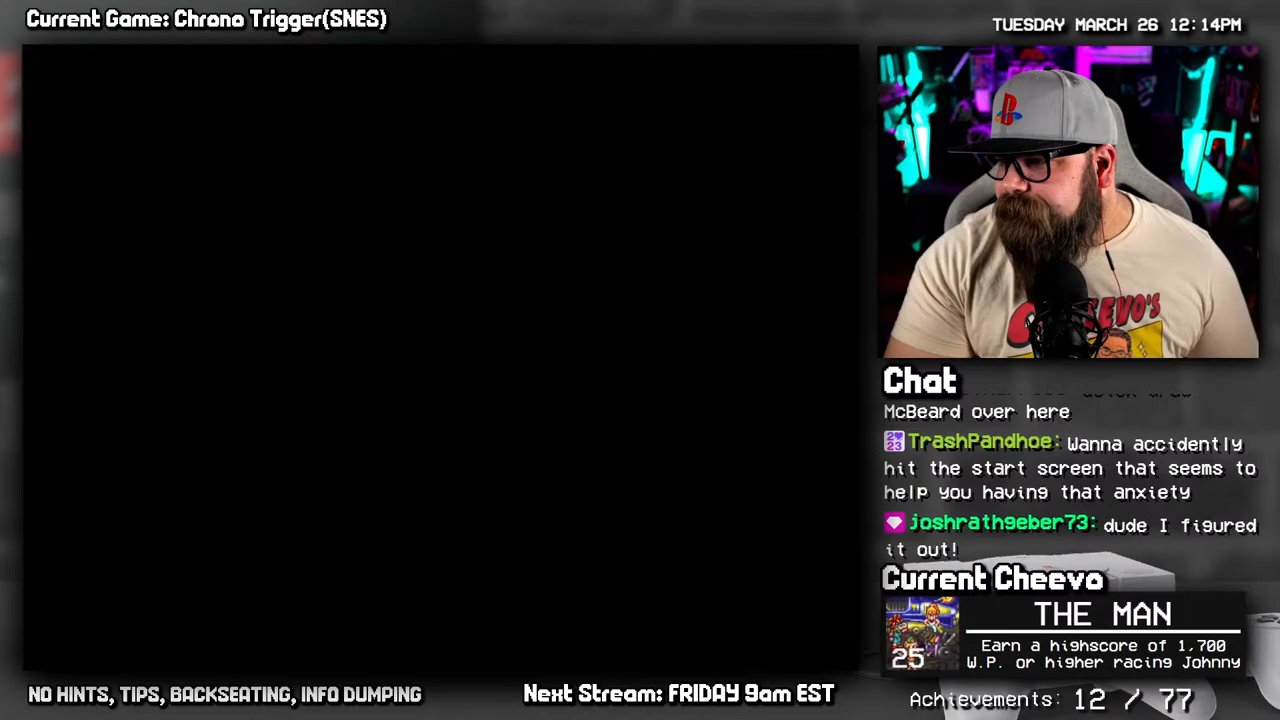 Current Game: Chrono Trigger(SNES)
TUESDAY MARCH 26 12:14PM
Chat
McBeard over here
TrashPandhoe: Wanna accidently
hit the start screen that seems to
help you having that anxiety
joshrathgeber73: dude I figured
it out!
Current Cheevo
THE MAN
25
Earn a highscore of 1,700
W.P. or higher racing Johnny
NO HINTS, TIPS, BACKSEATING, INFO DUMPING
Next Stream: FRIDAY 9am EST
Achievements: 12 / 77